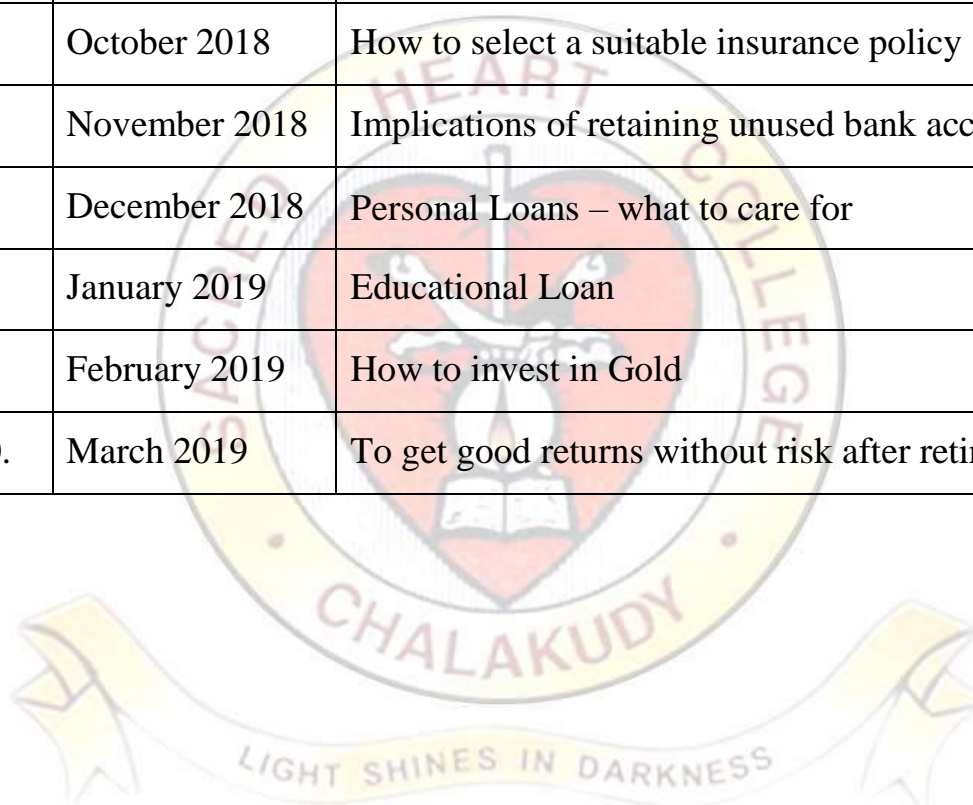 October 2018 How to select a suitable insurance policy
November 2018 Implications of retaining unused bank
December 2018 Personal Loans – what to care for
January 2019 Educational Loan
February 2019 How to invest in Gold
March 2019 To get good returns without risk after
SACRED HEART COLLEGE
CHALAKUDY
LIGHT SHINES IN DARKNESS